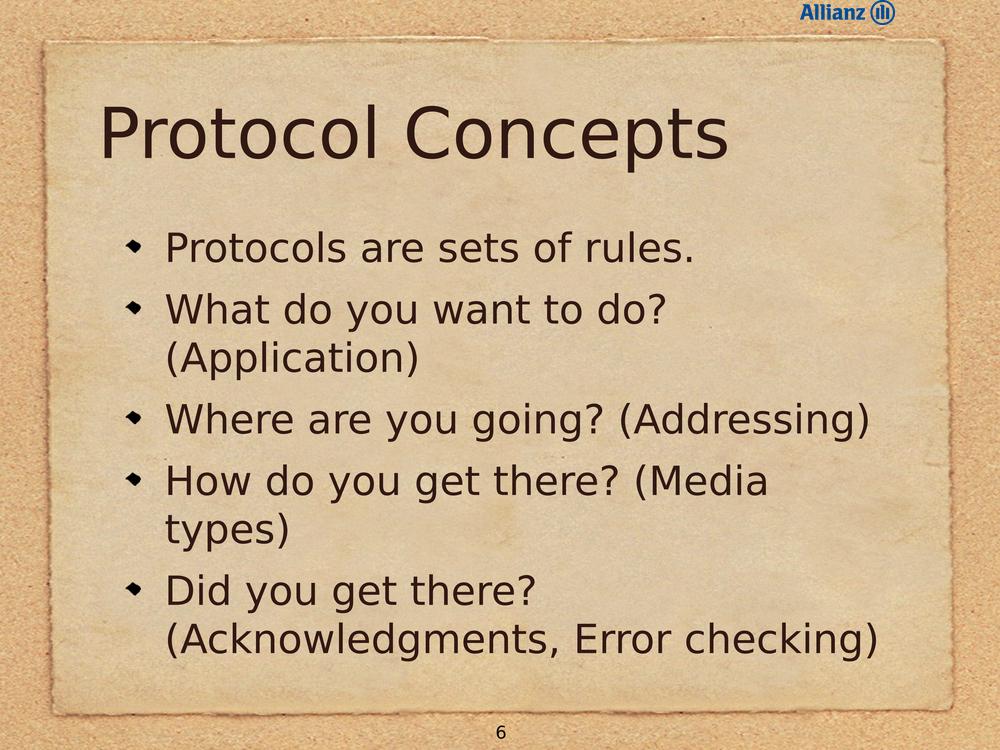 Allianz
Protocol Concepts
Protocols are sets of rules.
What do you want to do?
(Application)
Where are you going? (Addressing)
How do you get there? (Media
types)
Did you get there?
(Acknowledgments, Error checking)
6